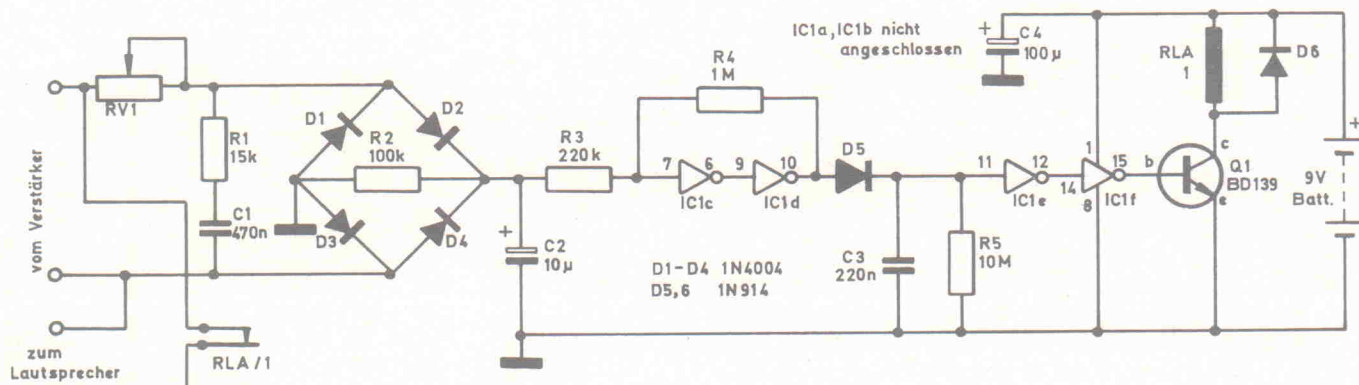 vom Verstärker
zum
Lautsprecher
RV1
R1
15k
C1
470n
RLA/1
D1
D2
R2
100k
D3
D4
+
C2
10µ
R3
220k
R4
1M
7
6
IC1c
9
10
IC1d
D5
D1-D4 1N4004
D5,6 1N914
C3
220n
R5
10M
11
12
IC1e
IC1a,IC1b nicht
angeschlossen
+
C4
100µ
1
14
15
8
IC1f
RLA
1
D6
b
c
e
Q1
BD139
+
9V
Batt.